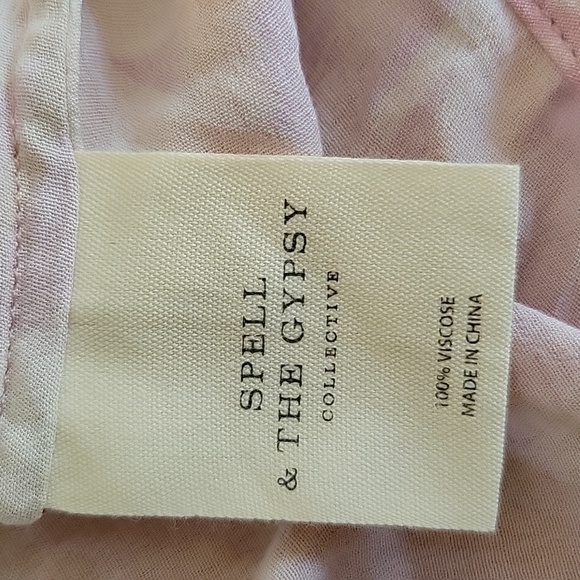 SPELL
& THE GYPSY
COLLECTIVE
100% VISCOSE
MADE IN CHINA